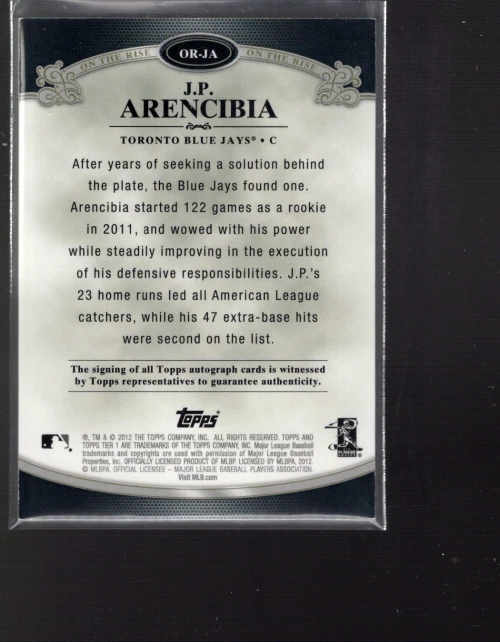 ON THE RISE OR-JA ON THE RISE
J.P.
ARENCIBIA
TORONTO BLUE JAYS® • C
After years of seeking a solution behind
the plate, the Blue Jays found one.
Arencibia started 122 games as a rookie
in 2011, and wowed with his power
while steadily improving in the execution
of his defensive responsibilities. J.P.'s
23 home runs led all American League
catchers, while his 47 extra-base hits
were second on the list.
The signing of all Topps autograph cards is witnessed
by Topps representatives to guarantee authenticity.
Topps®
®, TM & © 2012 THE TOPPS COMPANY, INC. ALL RIGHTS RESERVED. TOPPS AND
TOPPS TIER 1 ARE TRADEMARKS OF THE TOPPS COMPANY, INC. Major League Baseball
trademarks and copyrights are used with permission of Major League Baseball
Properties, Inc. OFFICIALLY LICENSED PRODUCT OF MLBP. LICENSED BY MLBPA, 2012.
© MLBPA. OFFICIAL LICENSEE – MAJOR LEAGUE BASEBALL PLAYERS ASSOCIATION.
Visit MLB.com